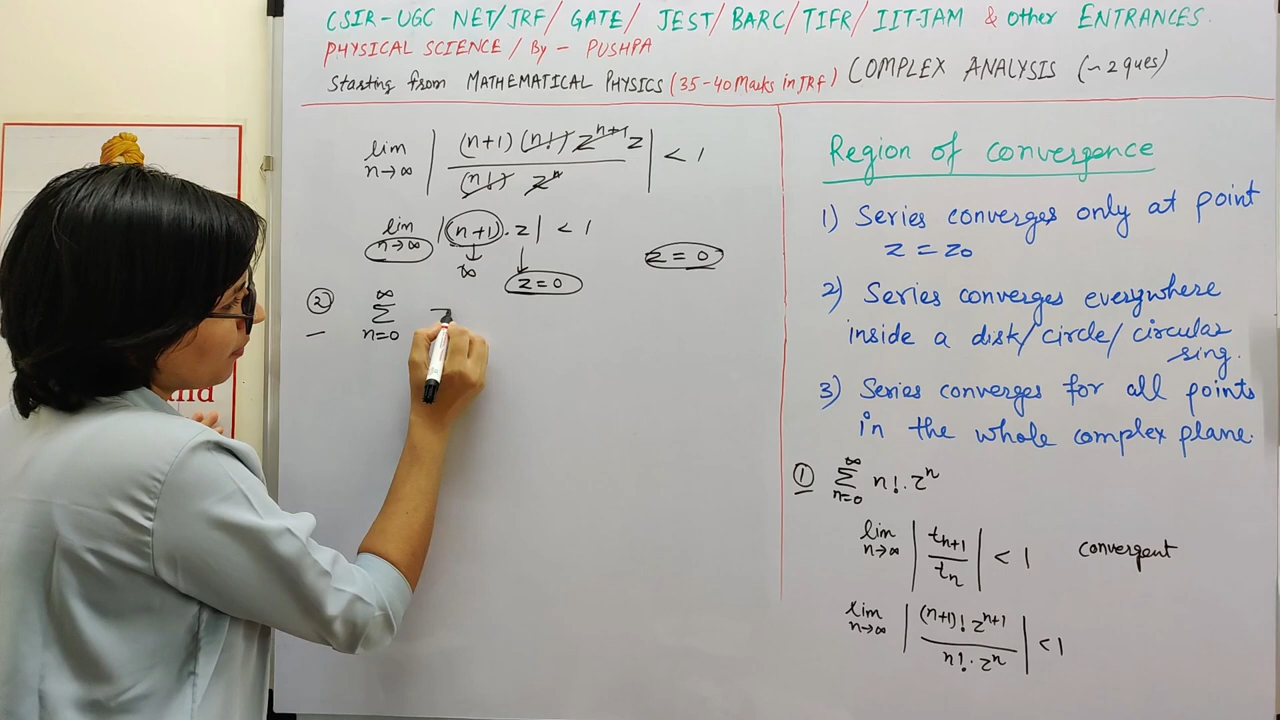 CSIR-UGC NET/JRF/ GATE/ JEST/BARC/TIFR/ IIT-JAM & other ENTRANCES.
PHYSICAL SCIENCE / By - PUSHPA
Starting from MATHEMATICAL PHYSICS (35-40 Marks in JRF) COMPLEX ANALYSIS (~2 ques)
lim n→∞ | (n+1) (n!) z^n+1 z / (n!) z^n | < 1
lim n→∞ | (n+1) . z | < 1
∞
z = 0
z = 0
② ∞ Σ n=0
Region of convergence
1) Series converges only at point
z = z0
2) Series converges everywhere
inside a disk/circle/circular
sing.
3) Series converges for all points
in the whole complex plane.
① ∞ Σ n=0 n! . z^n
lim n→∞ | tn+1 / tn | < 1 convergent
lim n→∞ | (n+1)! z^n+1 / n! . z^n | < 1
nd